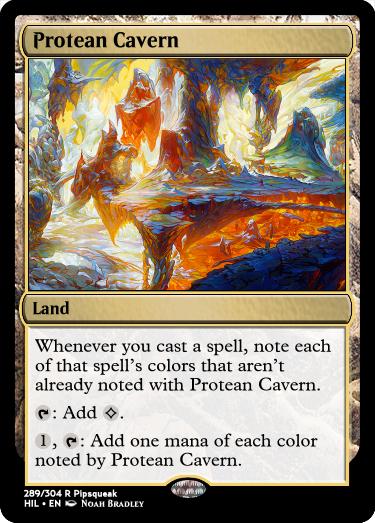 Protean Cavern
Land
Whenever you cast a spell, note each
of that spell's colors that aren't
already noted with Protean Cavern.
: Add .
1, : Add one mana of each color
noted by Protean Cavern.
289/304 R Pipsqueak
HIL • EN Noah Bradley